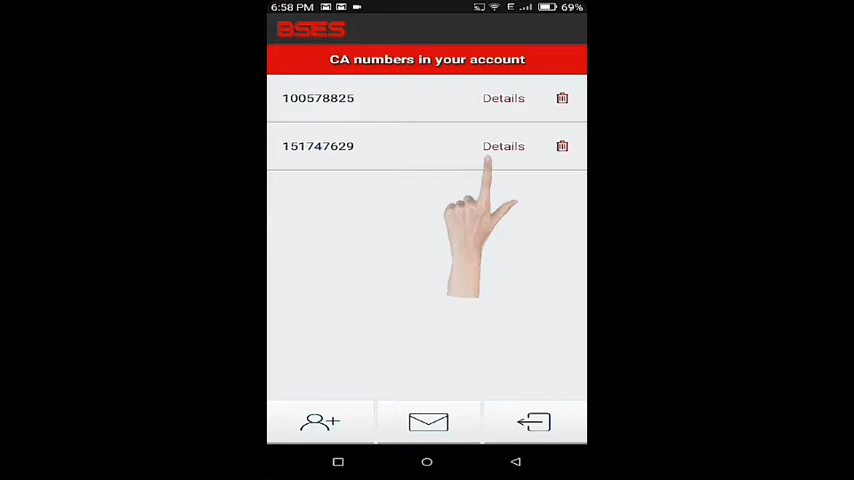 6:58 PM E 69%
BSES
CA numbers in your account
100578825 Details
151747629 Details